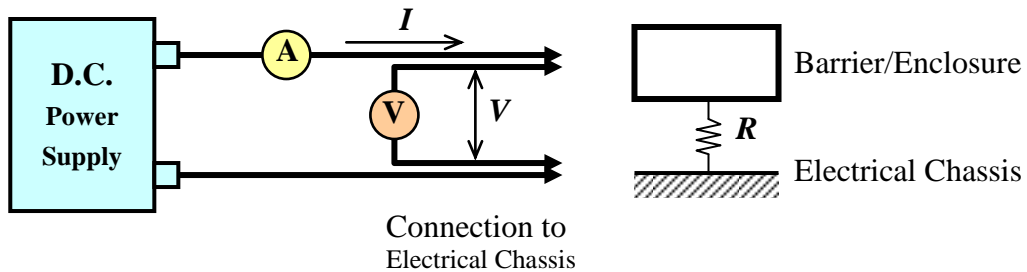 D.C.
Power
Supply
A
I
V
V
Connection to
Electrical Chassis
Barrier/Enclosure
R
Electrical Chassis